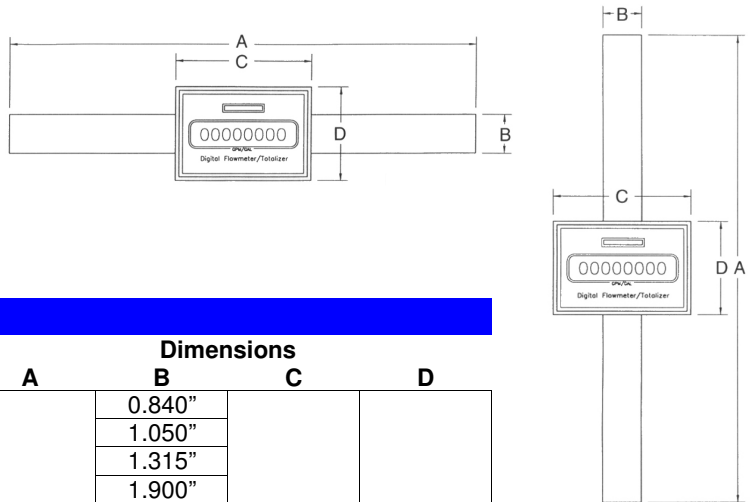 A
C
00000000
GPM/GAL
Digital Flowmeter/Totalizer
D
B
B
C
00000000
GPM/GAL
Digital Flowmeter/Totalizer
D A
Dimensions
A B C D
0.840”
1.050”
1.315”
1.900”